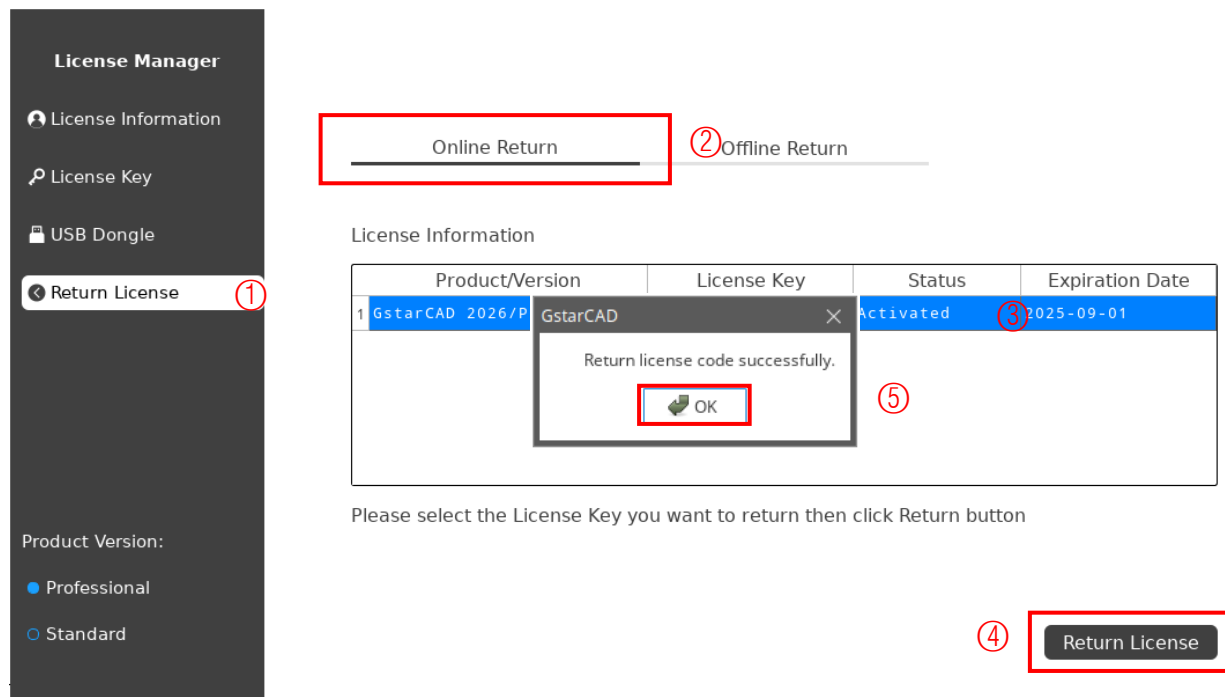 License Manager
License Information
License Key
USB Dongle
Return License
①
Product Version:
Professional
Standard
Online Return
②
Offline Return
License Information
Product/Version License Key Status Expiration Date
1 GstarCAD 2026/P Activated ③ 2025-09-01
GstarCAD
Return license code successfully.
OK
⑤
Please select the License Key you want to return then click Return button
④
Return License